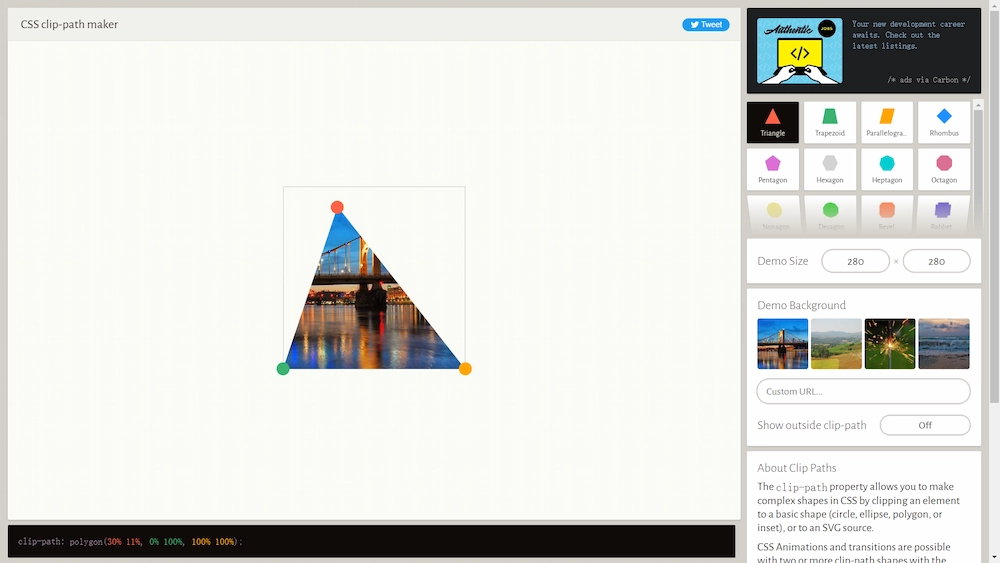 CSS clip-path maker
Tweet
Authentic
JOBS
</>
Your new development career
awaits. Check out the
latest listings.
/* ads via Carbon */
Triangle
Trapezoid
Parallelogra...
Rhombus
Pentagon
Hexagon
Heptagon
Octagon
Nonagon
Decagon
Bevel
Rabbet
Demo Size
280
×
280
Demo Background
Custom URL...
Show outside clip-path
Off
About Clip Paths
The clip-path property allows you to make
complex shapes in CSS by clipping an element
to a basic shape (circle, ellipse, polygon, or
inset), or to an SVG source.
CSS Animations and transitions are possible
with two or more clip-path shapes with the
clip-path: polygon(30% 11%, 0% 100%, 100% 100%);